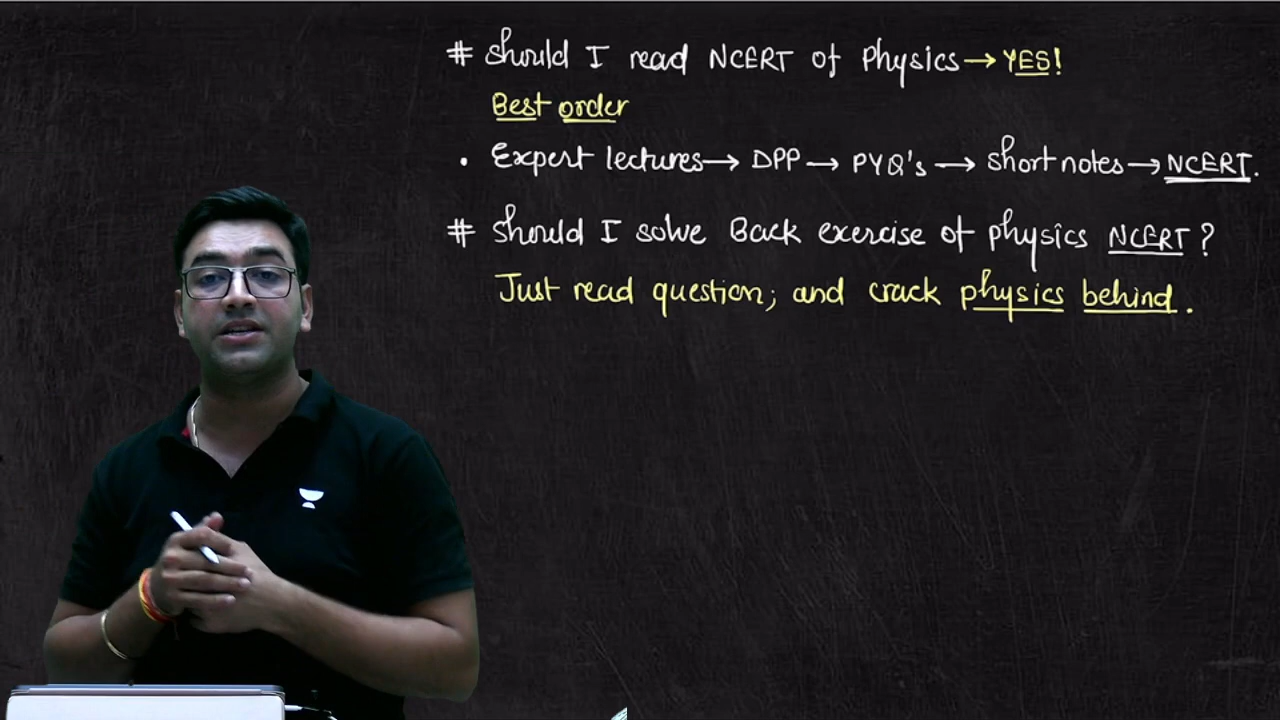 # Should I read NCERT of Physics → YES!
Best order
• Expert lectures → DPP → PYQ's → Short notes → NCERT.
# Should I solve Back exercise of physics NCERT ?
Just read question; and crack physics behind.